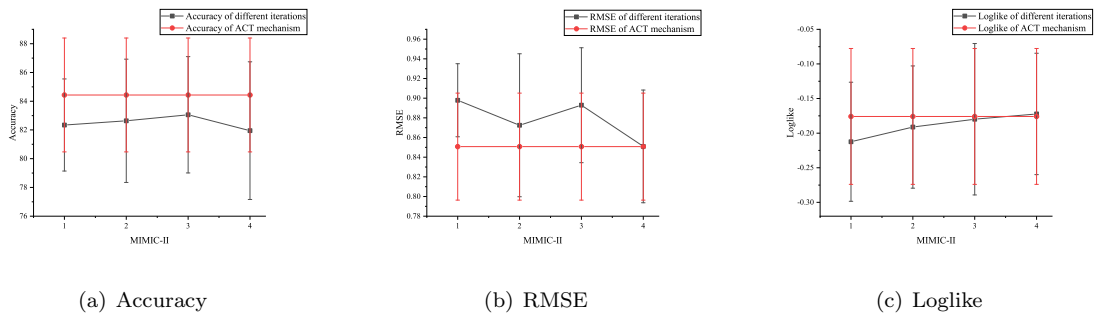 Accuracy of different iterations
Accuracy of ACT mechanism
88
86
84
82
80
78
76
Accuracy
1 2 3 4
MIMIC-II
(a) Accuracy
RMSE of different iterations
RMSE of ACT mechanism
0.96
0.94
0.92
0.90
0.88
0.86
0.84
0.82
0.80
0.78
RMSE
1 2 3 4
MIMIC-II
(b) RMSE
Loglike of different iterations
Loglike of ACT mechanism
-0.05
-0.10
-0.15
-0.20
-0.25
-0.30
Loglike
1 2 3 4
MIMIC-II
(c) Loglike